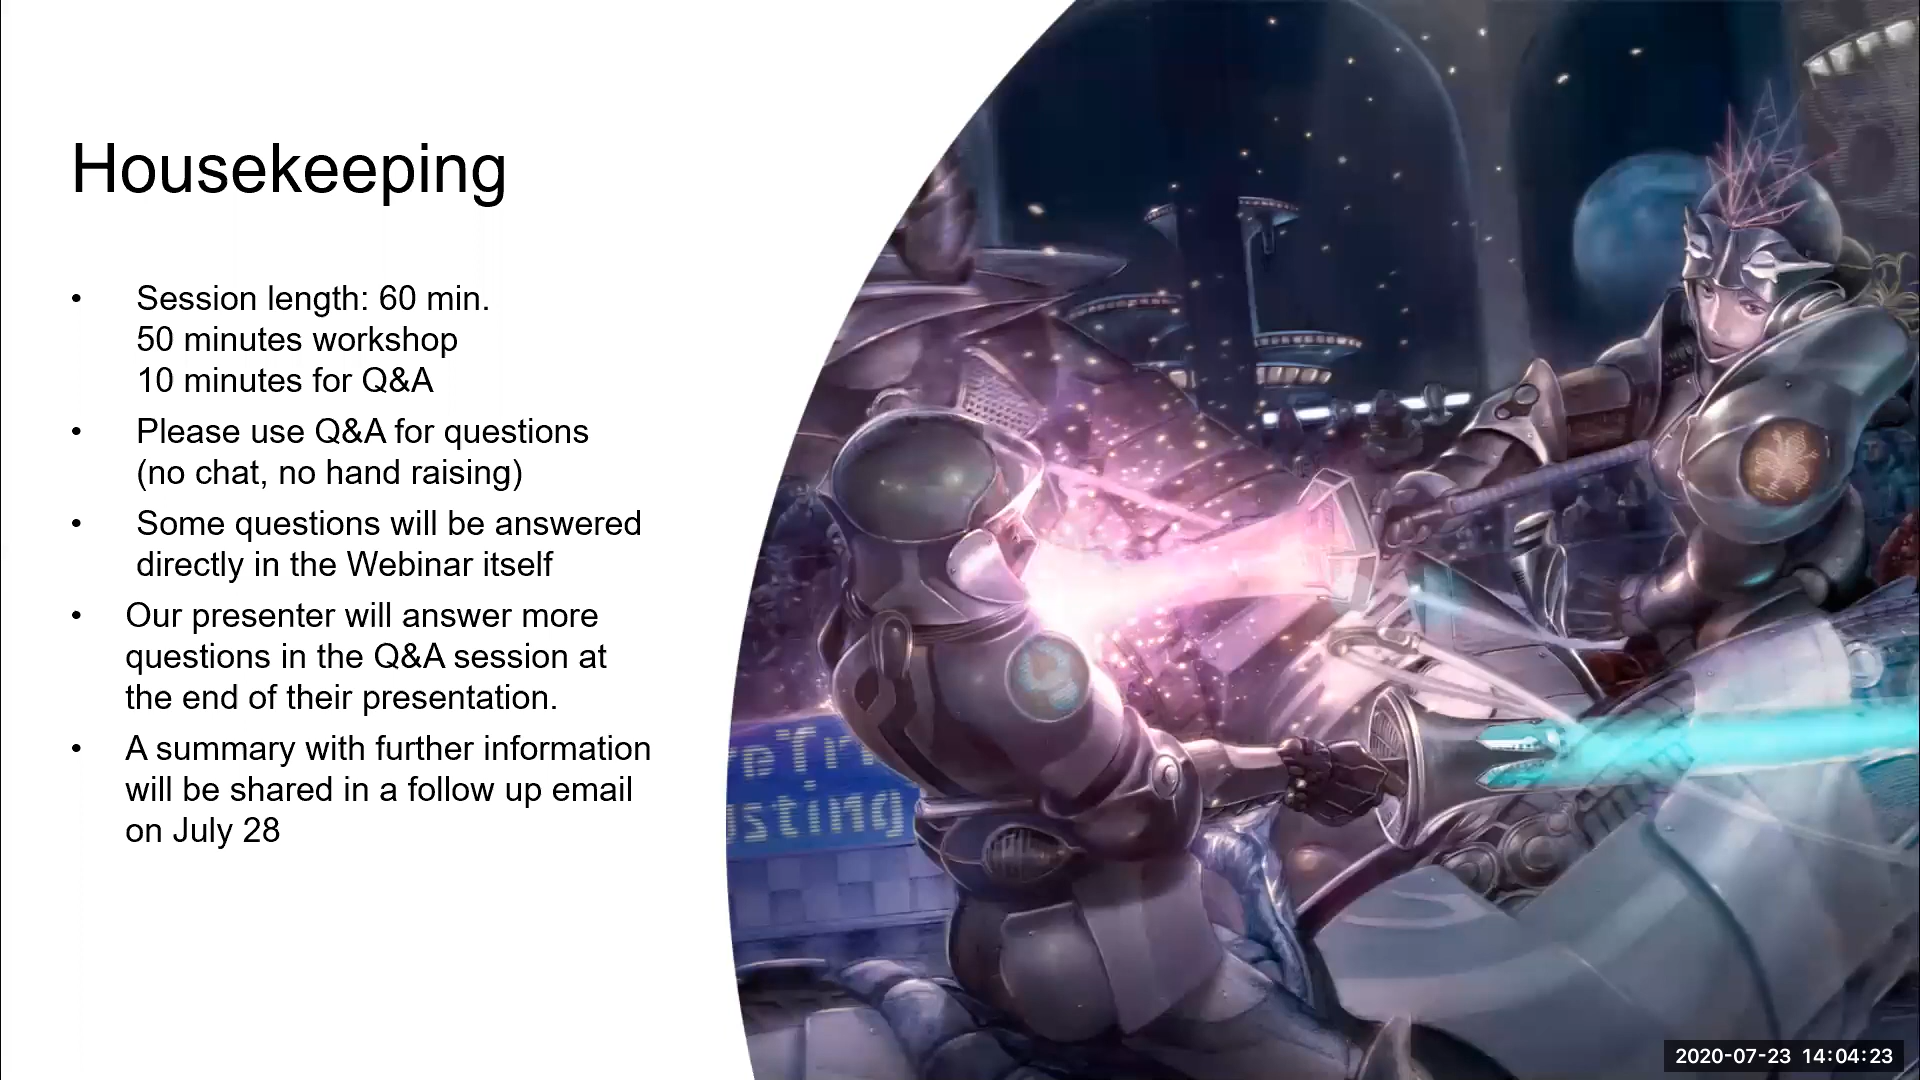 Housekeeping
• Session length: 60 min.
50 minutes workshop
10 minutes for Q&A
• Please use Q&A for questions
(no chat, no hand raising)
• Some questions will be answered
directly in the Webinar itself
• Our presenter will answer more
questions in the Q&A session at
the end of their presentation.
• A summary with further information
will be shared in a follow up email
on July 28
2020-07-23 14:04:23